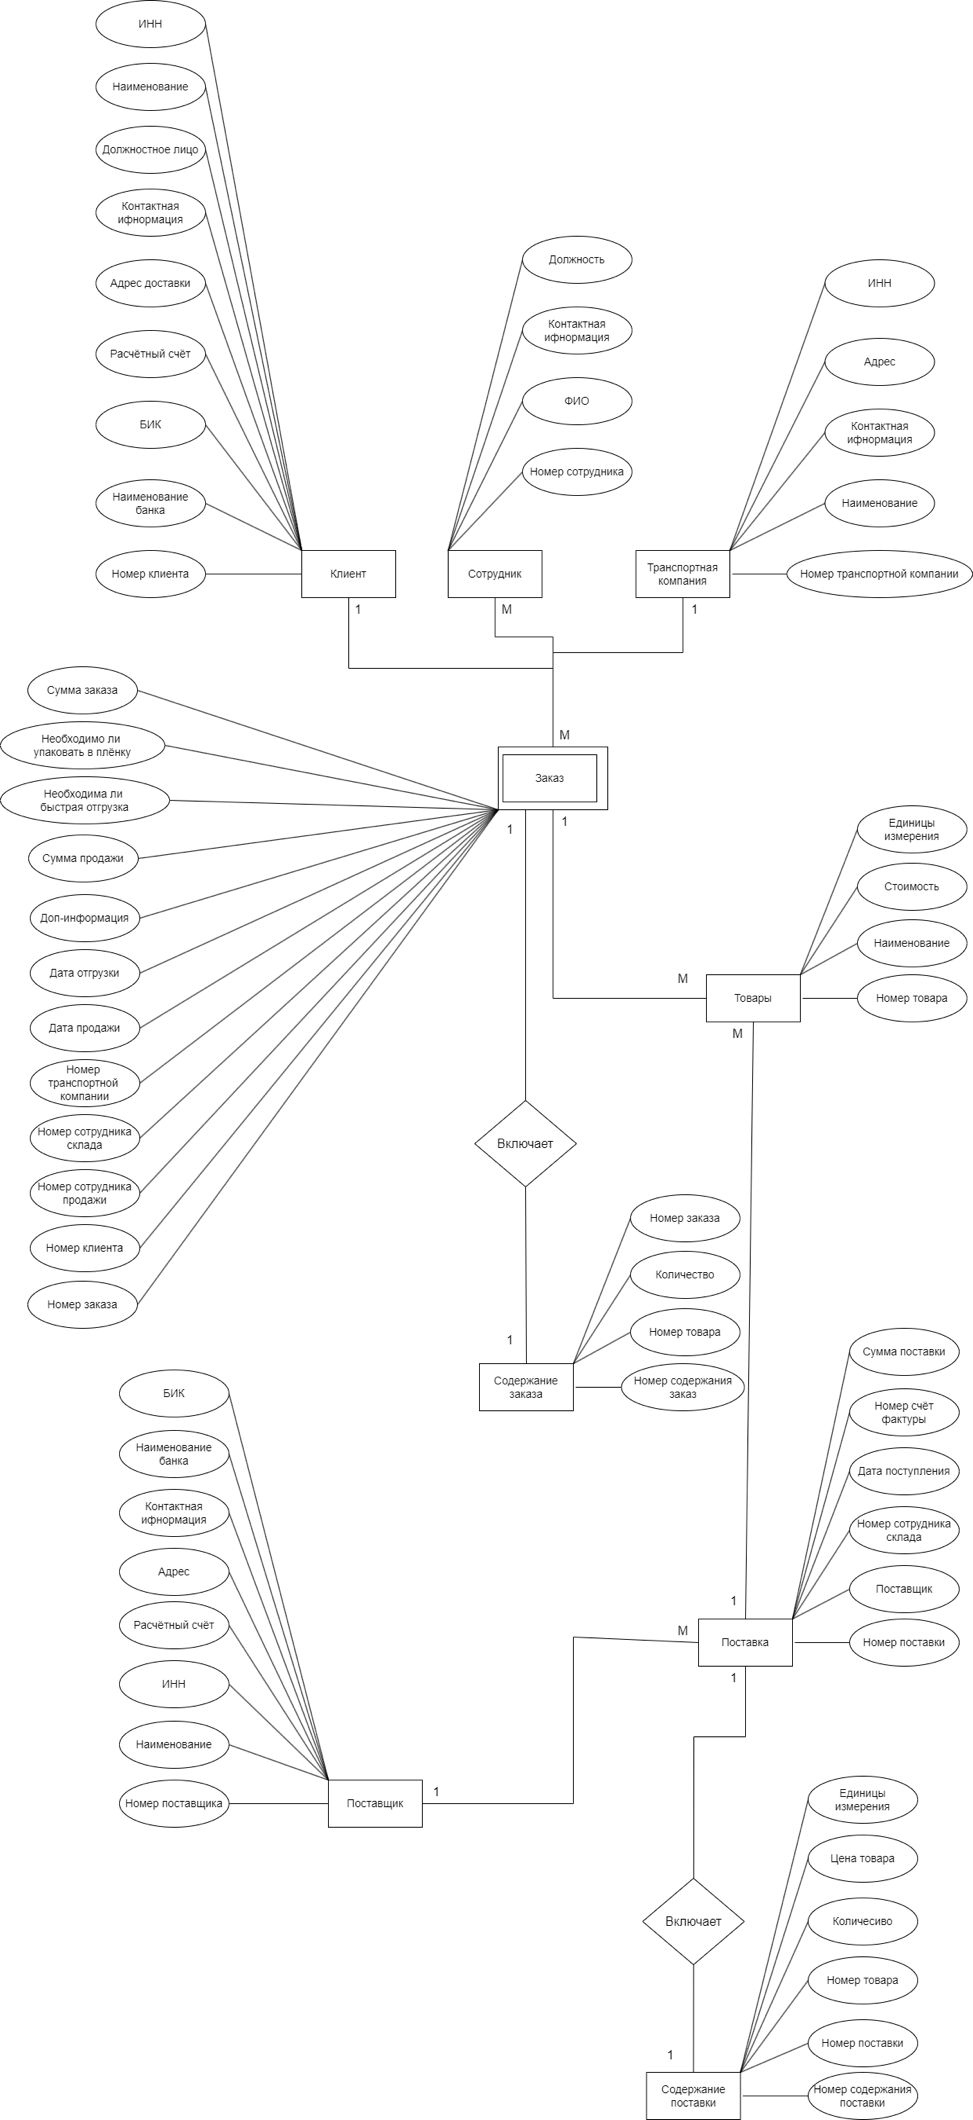 ИНН
Наименование
Должностное лицо
Контактная
ифнормация
Адрес доставки
Расчётный счёт
БИК
Наименование
банка
Номер клиента
Клиент
1
Должность
Контактная
ифнормация
ФИО
Номер сотрудника
Сотрудник
М
ИНН
Адрес
Контактная
ифнормация
Наименование
Номер транспортной компании
Транспортная
компания
1
Сумма заказа
Необходимо ли
упаковать в плёнку
Необходима ли
быстрая отгрузка
Сумма продажи
Доп-информация
Дата отгрузки
Дата продажи
Номер
транспортной
компании
Номер сотрудника
склада
Номер сотрудника
продажи
Номер клиента
Номер заказа
М
Заказ
1
1
Единицы
измерения
Стоимость
Наименование
Номер товара
М
Товары
М
Включает
Номер заказа
Количество
Номер товара
Номер содержания
заказ
1
Содержание
заказа
БИК
Наименование
банка
Контактная
ифнормация
Адрес
Расчётный счёт
ИНН
Наименование
Номер поставщика
Поставщик
1
Сумма поставки
Номер счёт
фактуры
Дата поступления
Номер сотрудника
склада
Поставщик
Номер поставки
1
М
Поставка
1
Включает
Единицы
измерения
Цена товара
Количесиво
Номер товара
Номер поставки
Номер содержания
поставки
1
Содержание
поставки